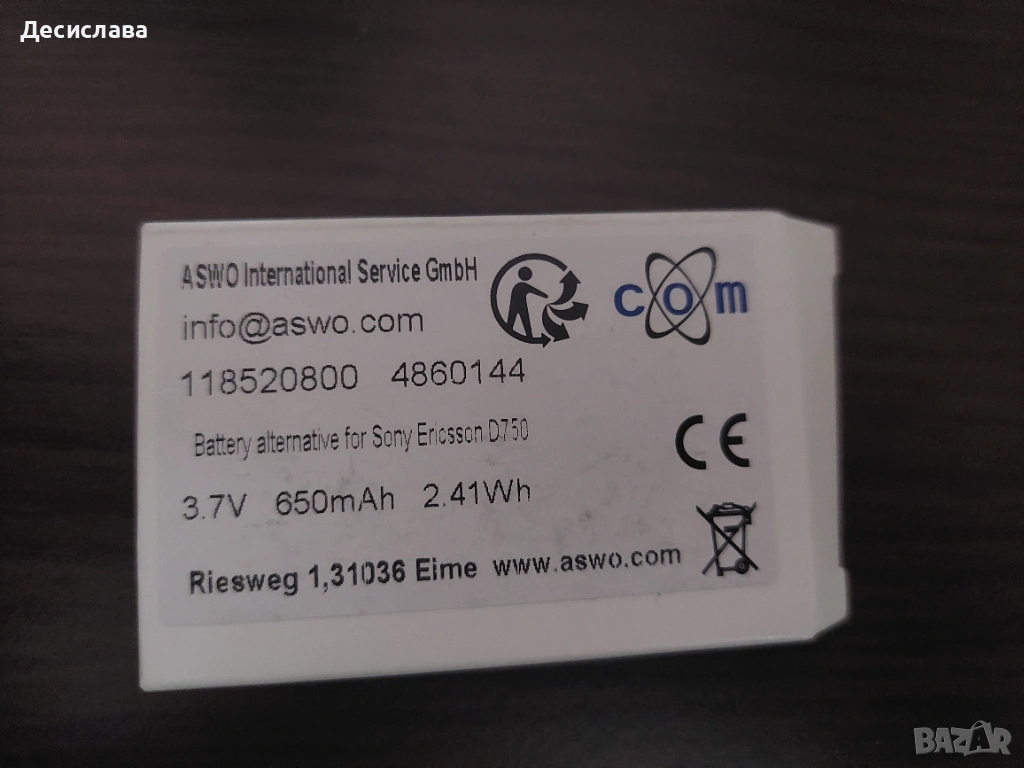 Десислава
ASWO International Service GmbH
info@aswo.com
com
118520800 4860144
Battery alternative for Sony Ericsson D750
CE
3.7V 650mAh 2.41Wh
Riesweg 1,31036 Eime www.aswo.com
BAZAR